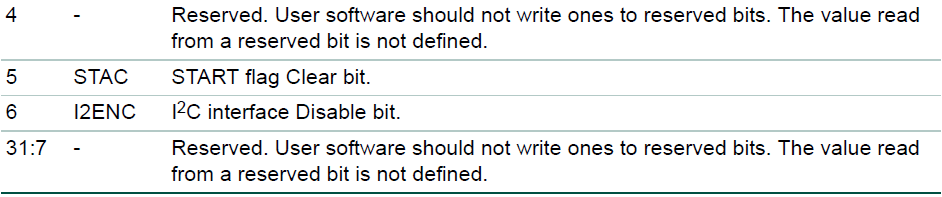 4 - Reserved. User software should not write ones to reserved bits. The value read
from a reserved bit is not defined.
5 STAC START flag Clear bit.
6 I2ENC I2C interface Disable bit.
31:7 - Reserved. User software should not write ones to reserved bits. The value read
from a reserved bit is not defined.